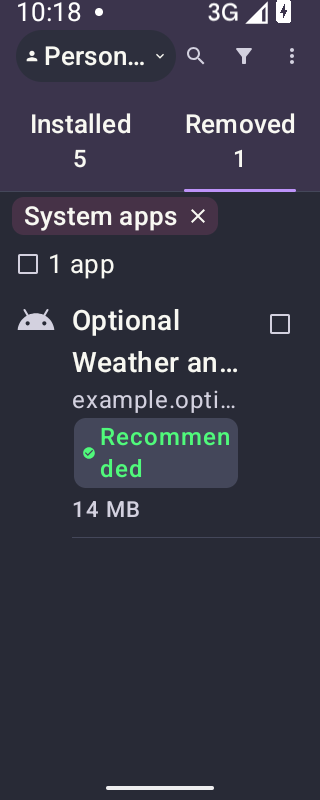 10:18
3G
Person…
Installed
5
Removed
1
System apps
1 app
Optional
Weather an…
example.opti…
Recommen
ded
14 MB